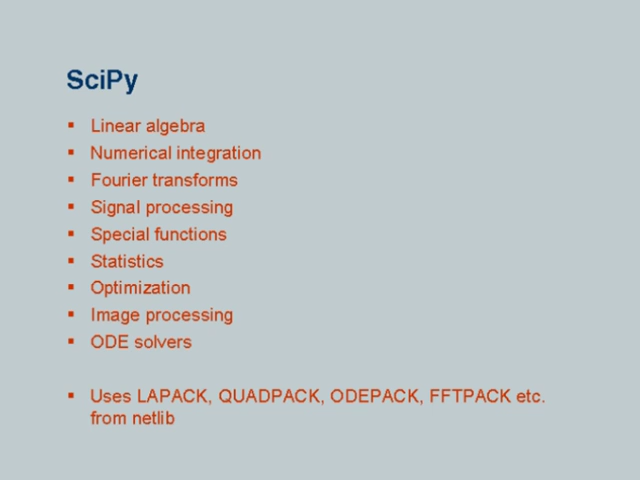 SciPy
▪ Linear algebra
▪ Numerical integration
▪ Fourier transforms
▪ Signal processing
▪ Special functions
▪ Statistics
▪ Optimization
▪ Image processing
▪ ODE solvers
▪ Uses LAPACK, QUADPACK, ODEPACK, FFTPACK etc.
from netlib